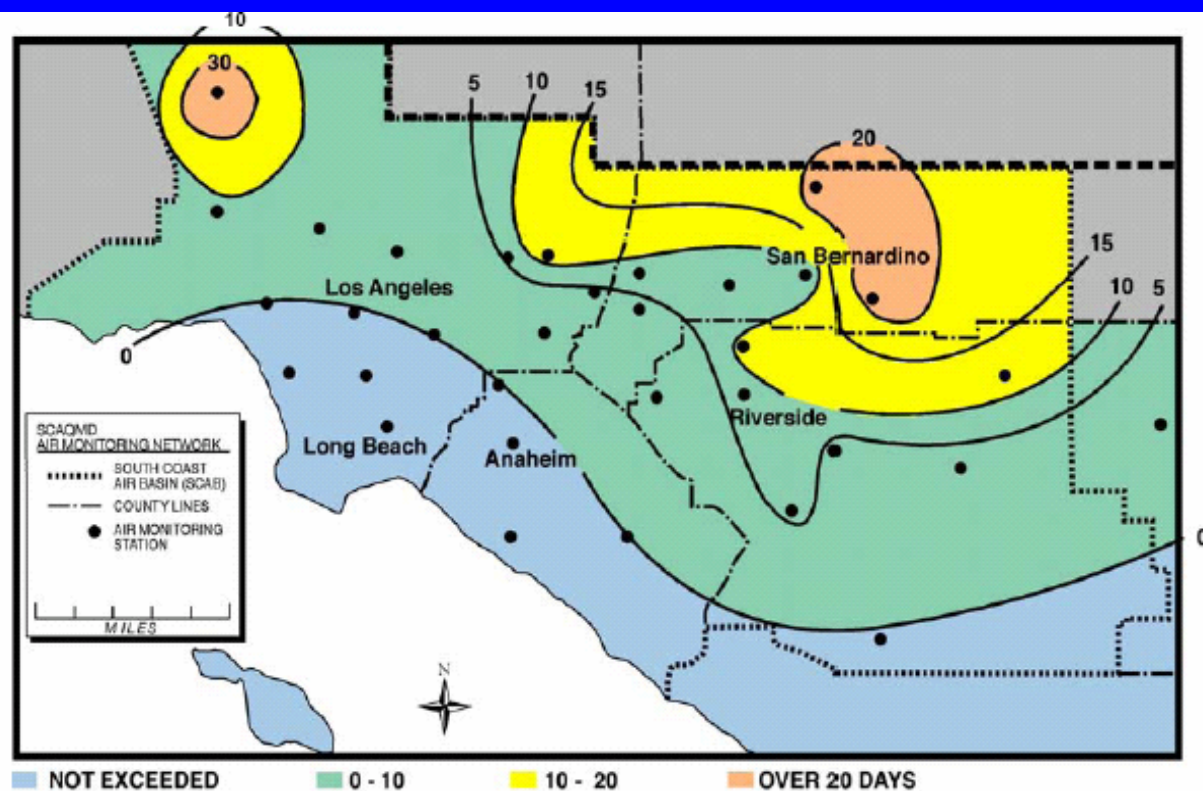 10
30
5 10 15
20
San Bernardino
15
Los Angeles
10 5
0
Riverside
Long Beach Anaheim
SCAQMD
AIR MONITORING NETWORK
SOUTH COAST
AIR BASIN (SCAB)
COUNTY LINES
AIR MONITORING
STATION
MILES
N
0
NOT EXCEEDED 0 - 10 10 - 20 OVER 20 DAYS